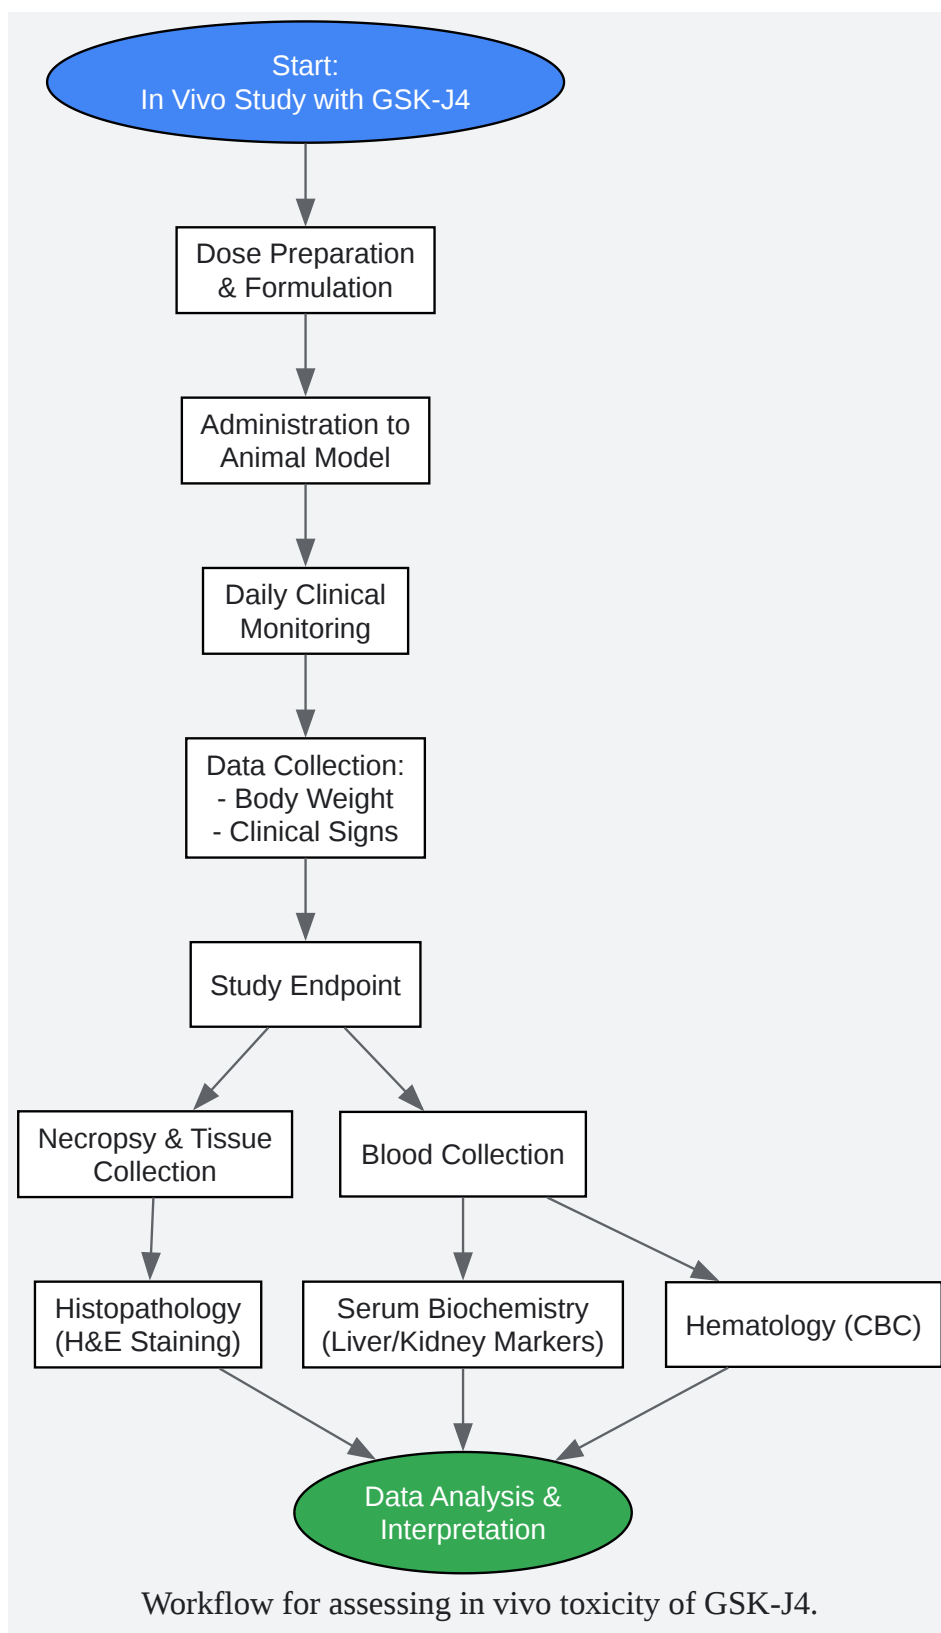 Start:
In Vivo Study with GSK-J4
Dose Preparation
& Formulation
Administration to
Animal Model
Daily Clinical
Monitoring
Data Collection:
- Body Weight
- Clinical Signs
Study Endpoint
Necropsy & Tissue
Collection
Blood Collection
Histopathology
(H&E Staining)
Serum Biochemistry
(Liver/Kidney Markers)
Hematology (CBC)
Data Analysis &
Interpretation
Workflow for assessing in vivo toxicity of GSK-J4.